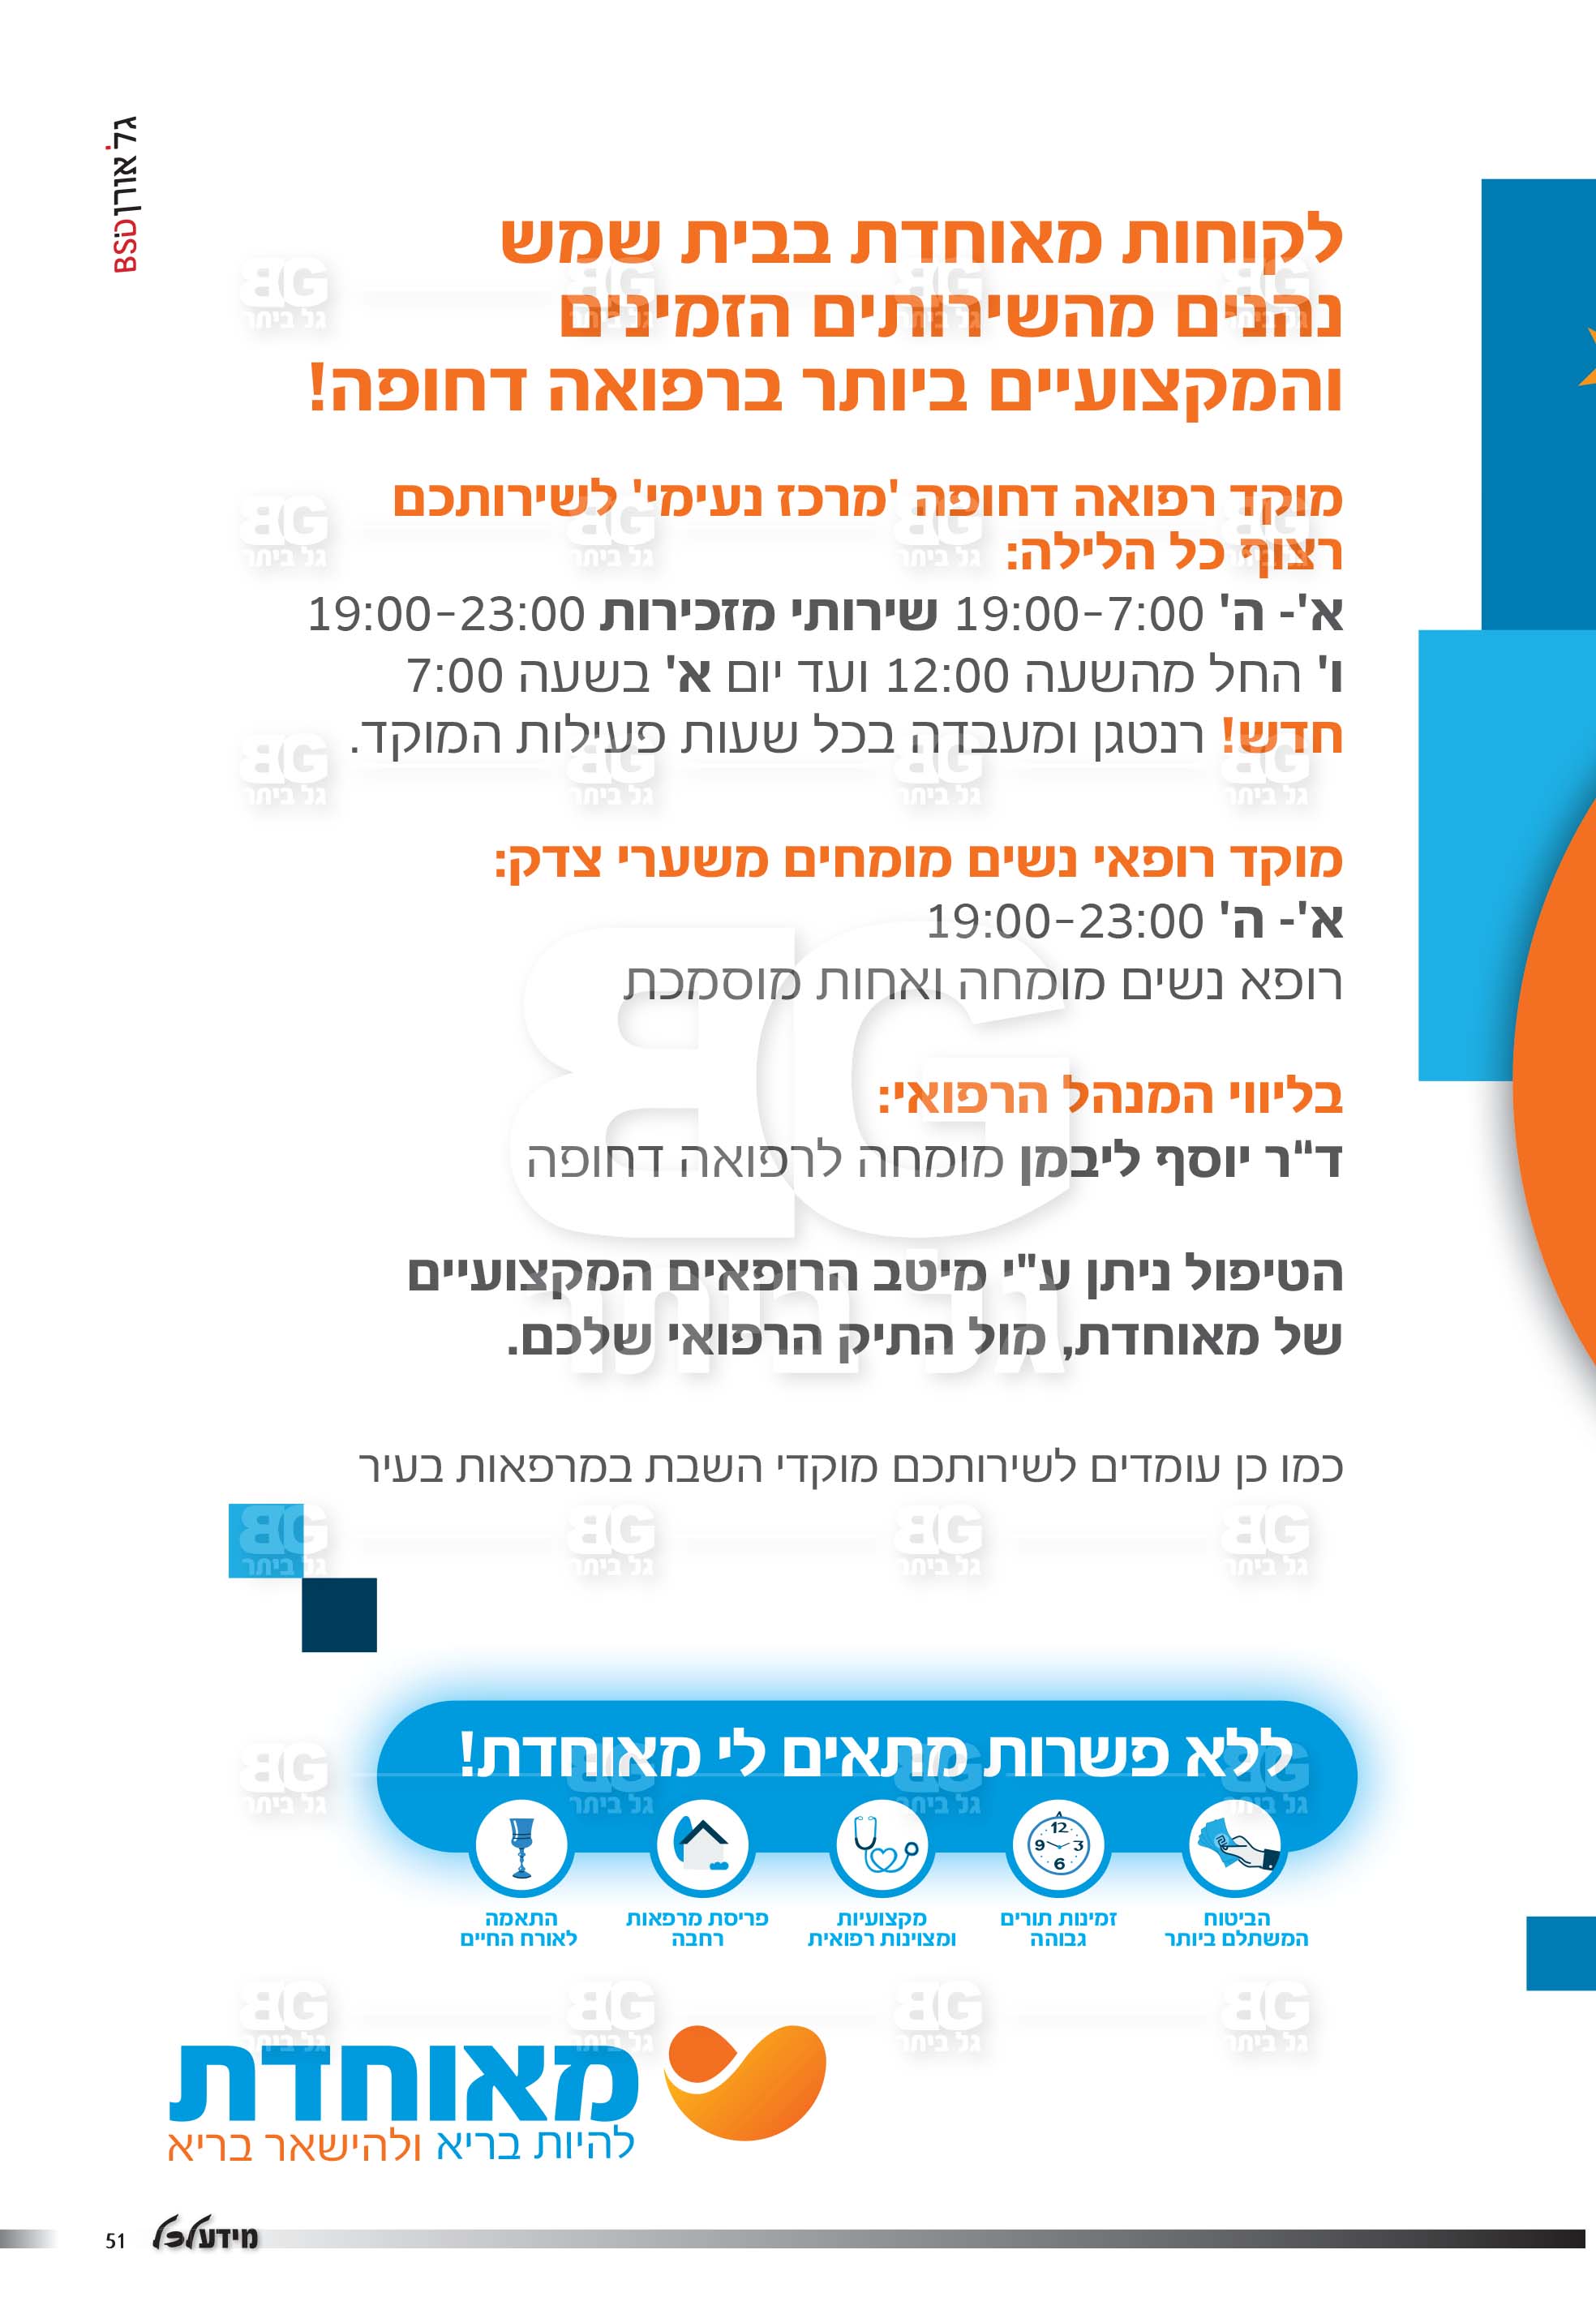 גל אורן BSD
לקוחות מאוחדת בבית שמש
נהנים מהשירותים הזמינים
והמקצועיים ביותר ברפואה דחופה!
מוקד רפואה דחופה 'מרכז נעימי' לשירותכם
רצוף כל הלילה:
א'- ה' 19:00-7:00 שירותי מזכירות 19:00-23:00
ו' החל מהשעה 12:00 ועד יום א' בשעה 7:00
חדש! רנטגן ומעבדה בכל שעות פעילות המוקד.
מוקד רופאי נשים מומחים משערי צדק:
א'- ה' 19:00-23:00
רופא נשים מומחה ואחות מוסמכת
בליווי המנהל הרפואי:
ד"ר יוסף ליבמן מומחה לרפואה דחופה
הטיפול ניתן ע"י מיטב הרופאים המקצועיים
של מאוחדת, מול התיק הרפואי שלכם.
כמו כן עומדים לשירותכם מוקדי השבת במרפאות בעיר
BG
גל ביתר
ללא פשרות מתאים לי מאוחדת!
הביטוח
המשתלם ביותר
זמינות תורים
גבוהה
מקצועיות
ומצוינות רפואית
פריסת מרפאות
רחבה
התאמה
לאורח החיים
מאוחדת
להיות בריא ולהישאר בריא
מידע לכל
51